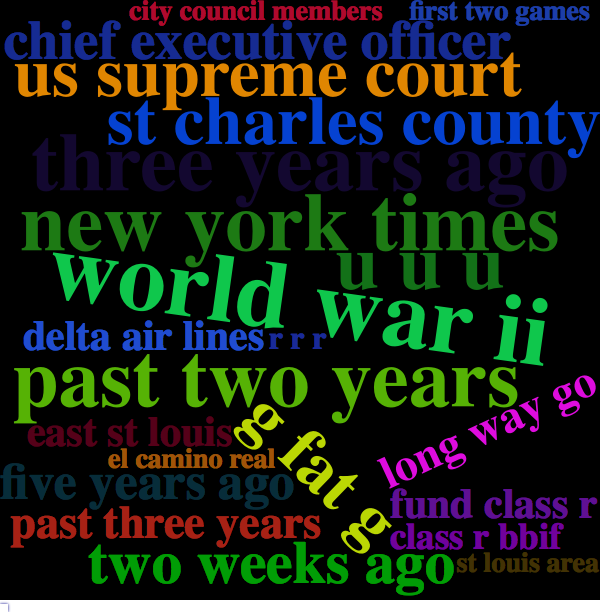 city council members
first two games
chief executive officer
us supreme court
st charles county
three years ago
new york times
u u u
world war ii
delta air lines
r r r
past two years
long way go
east st louis
g fat g
el camino real
five years ago
fund class r
past three years
class r bbif
two weeks ago
st louis area